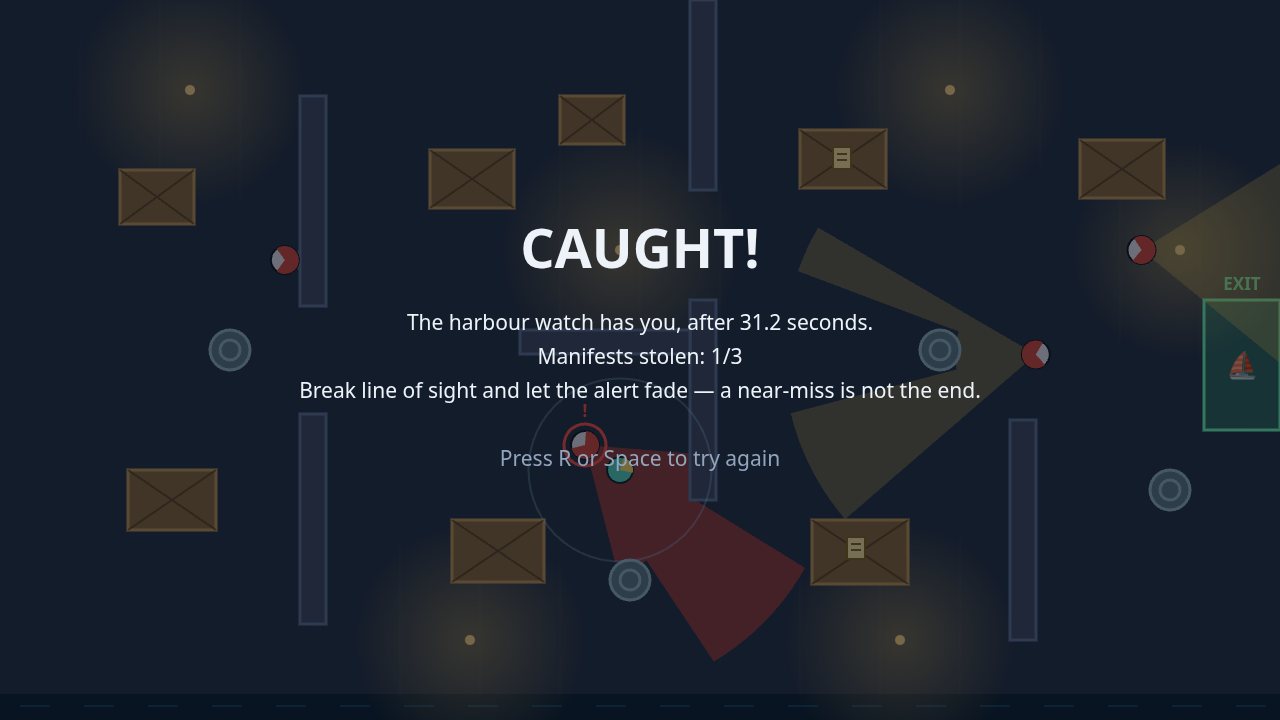 CAUGHT!
EXIT
The harbour watch has you, after 31.2 seconds.
Manifests stolen: 1/3
Break line of sight and let the alert fade — a near-miss is not the end.
!
Press R or Space to try again